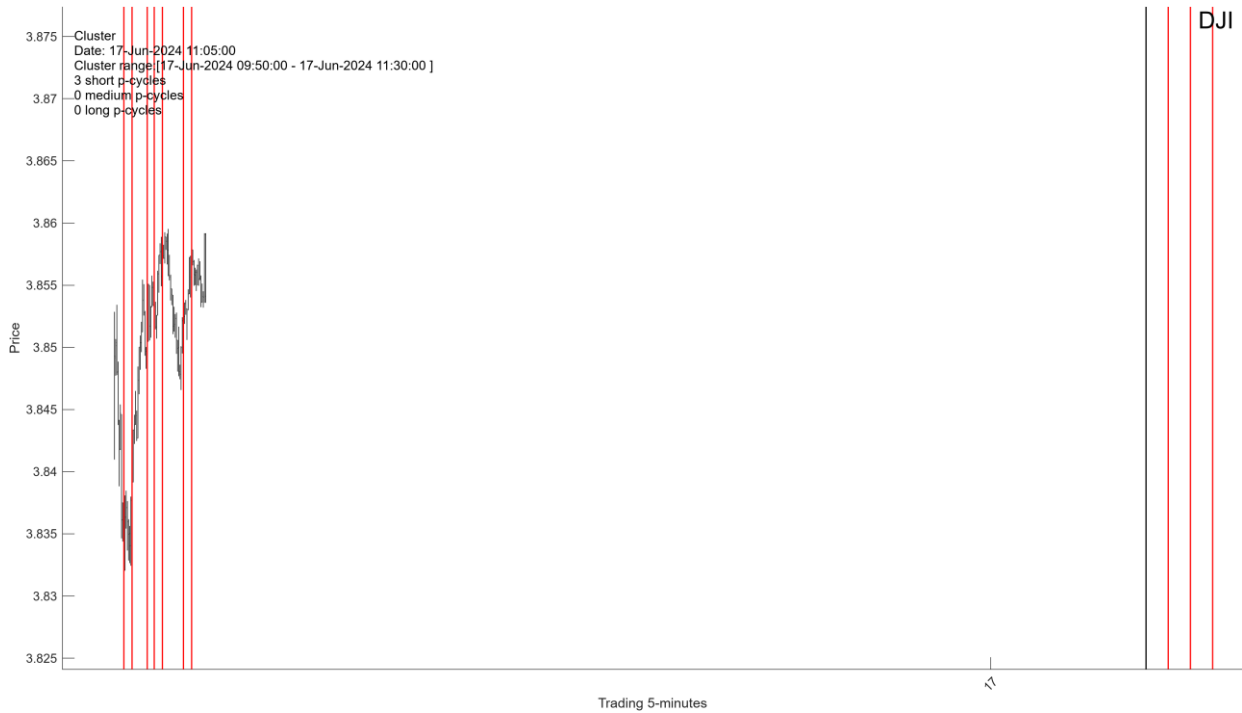 DJI
Cluster
Date: 17-Jun-2024 11:05:00
Cluster range [17-Jun-2024 09:50:00 - 17-Jun-2024 11:30:00 ]
3 short p-cycles
0 medium p-cycles
0 long p-cycles
3.875
3.87
3.865
3.86
3.855
3.85
3.845
3.84
3.835
3.83
3.825
Price
17
Trading 5-minutes